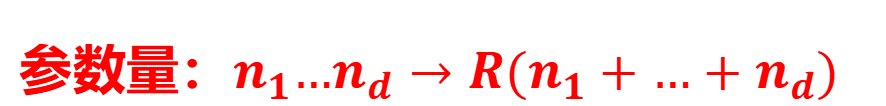 参数量：n₁…n_d → R(n₁ + … + n_d)